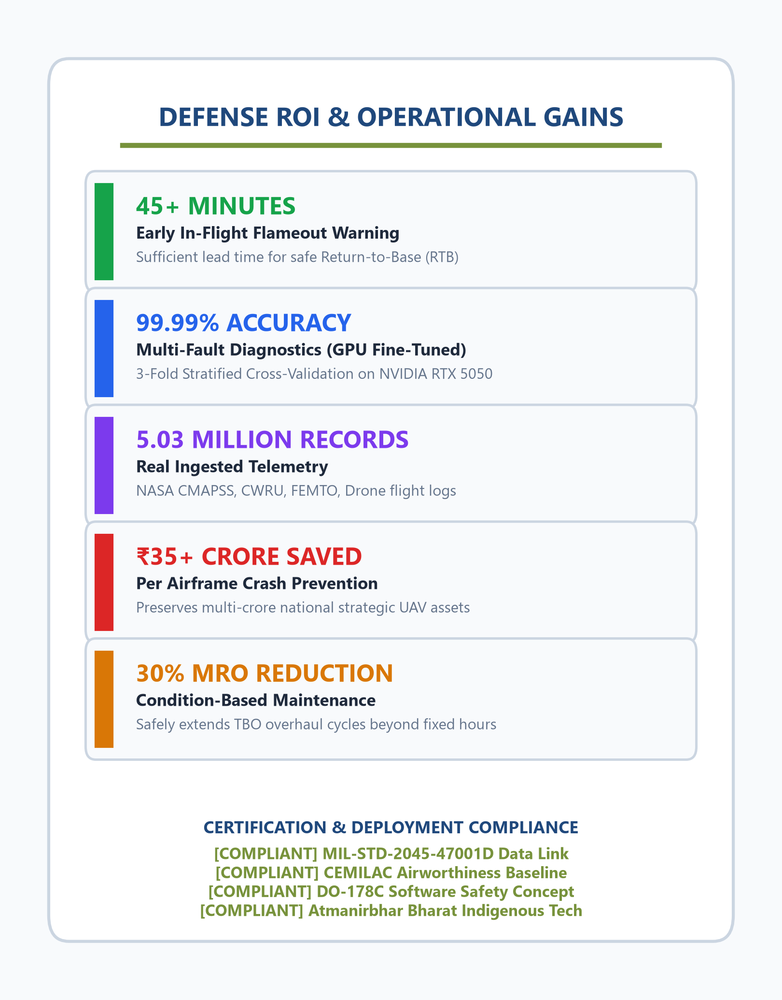 DEFENSE ROI & OPERATIONAL GAINS
45+ MINUTES
Early In-Flight Flameout Warning
Sufficient lead time for safe Return-to-Base (RTB)
99.99% ACCURACY
Multi-Fault Diagnostics (GPU Fine-Tuned)
3-Fold Stratified Cross-Validation on NVIDIA RTX 5050
5.03 MILLION RECORDS
Real Ingested Telemetry
NASA CMAPSS, CWRU, FEMTO, Drone flight logs
₹35+ CRORE SAVED
Per Airframe Crash Prevention
Preserves multi-crore national strategic UAV assets
30% MRO REDUCTION
Condition-Based Maintenance
Safely extends TBO overhaul cycles beyond fixed hours
CERTIFICATION & DEPLOYMENT COMPLIANCE
[COMPLIANT] MIL-STD-2045-47001D Data Link
[COMPLIANT] CEMILAC Airworthiness Baseline
[COMPLIANT] DO-178C Software Safety Concept
[COMPLIANT] Atmanirbhar Bharat Indigenous Tech